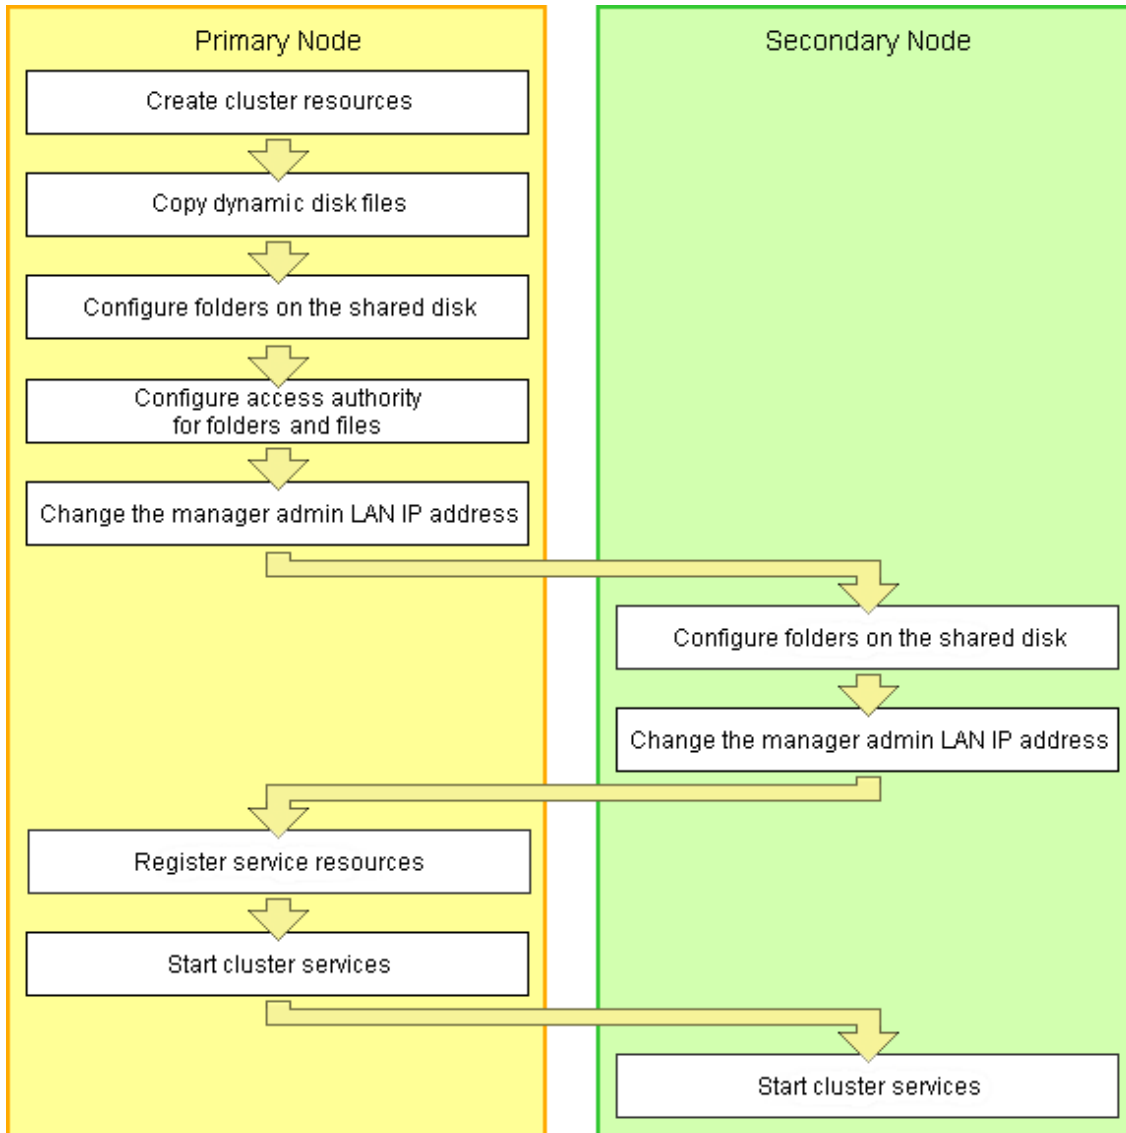 Primary Node
Secondary Node
Create cluster resources
Copy dynamic disk files
Configure folders on the shared disk
Configure access authority
for folders and files
Change the manager admin LAN IP address
Configure folders on the shared disk
Change the manager admin LAN IP address
Register service resources
Start cluster services
Start cluster services